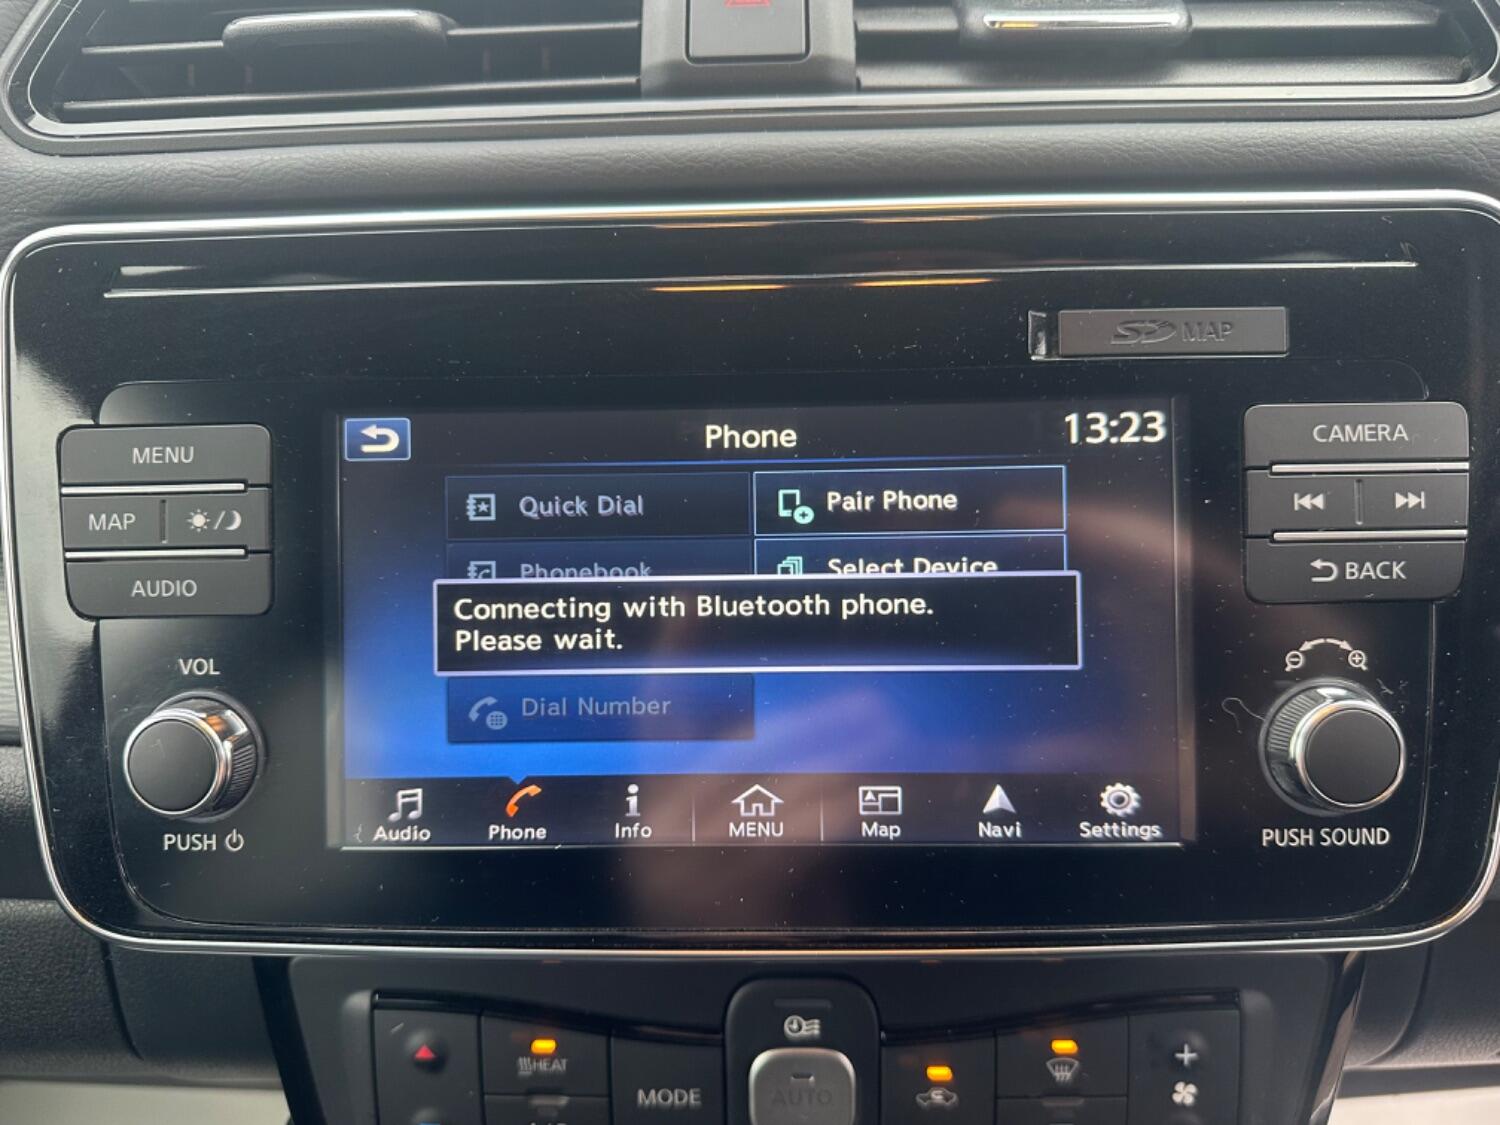 SD MAP
MENU
MAP
AUDIO
VOL
PUSH
Phone
13:23
Quick Dial
Pair Phone
Phonebook
Select Device
Connecting with Bluetooth phone.
Please wait.
Dial Number
Audio
Phone
Info
MENU
Map
Navi
Settings
CAMERA
BACK
PUSH SOUND
HEAT
MODE
AUTO